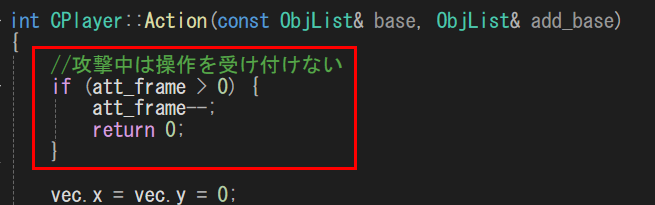 int CPlayer::Action(const ObjList& base, ObjList& add_base)
{
//攻撃中は操作を受け付けない
if (att_frame > 0) {
att_frame--;
return 0;
}
vec.x = vec.y = 0;